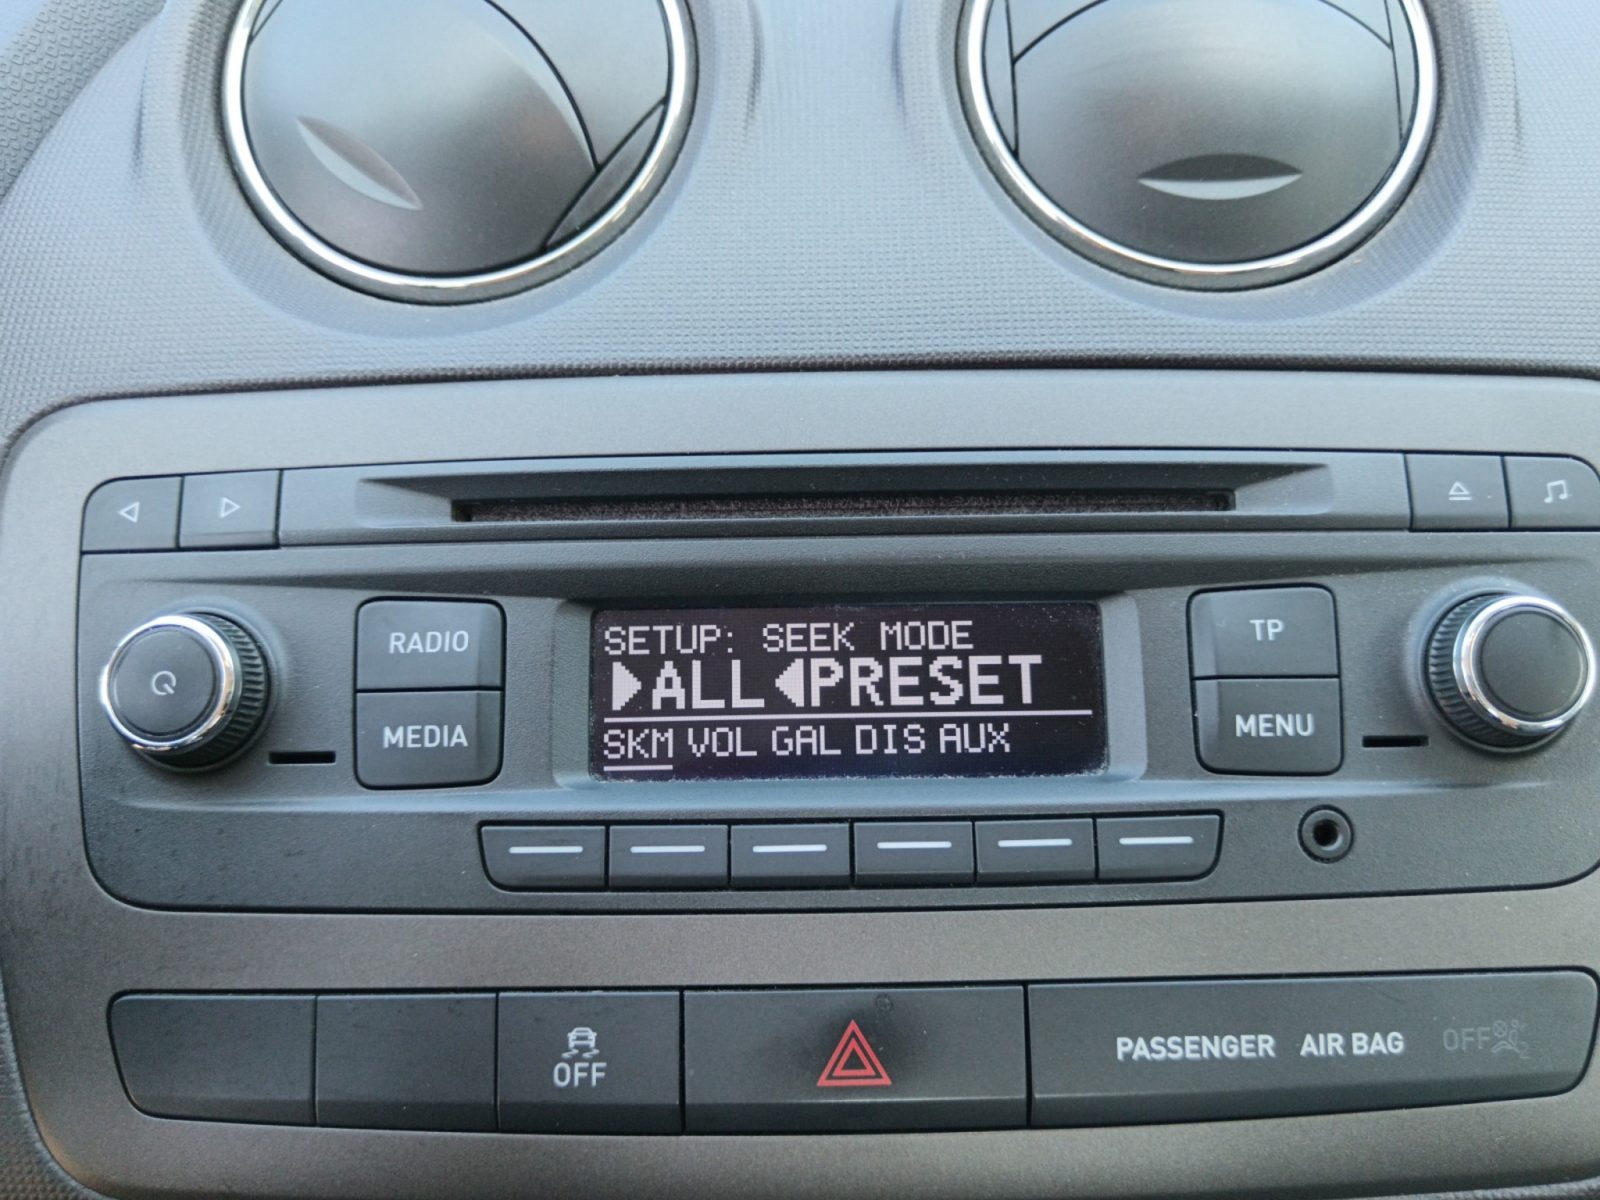 RADIO
MEDIA
SETUP: SEEK MODE
ALL PRESET
SKM VOL GAL DIS AUX
TP
MENU
OFF
PASSENGER AIR BAG OFF